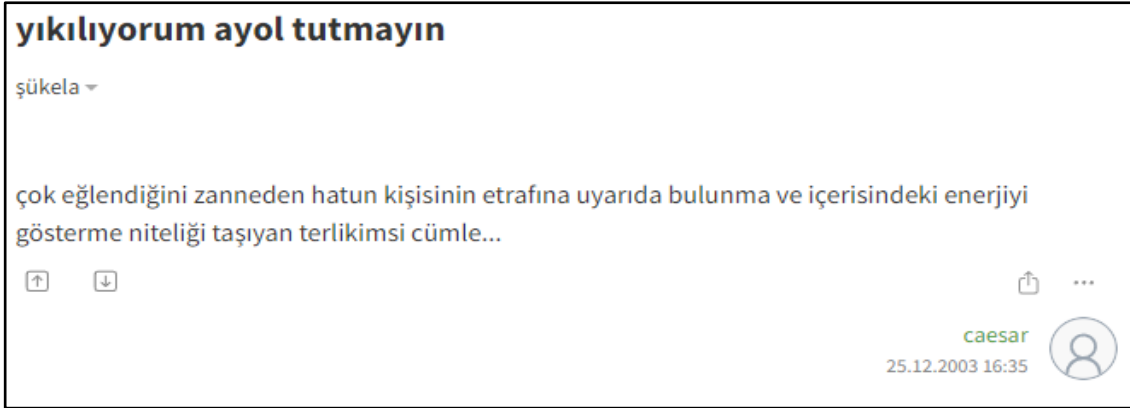 yıkılıyorum ayol tutmayın
şükela
çok eğlendiğini zanneden hatun kişisinin etrafına uyarıda bulunma ve içerisindeki enerjiyi
gösterme niteliği taşıyan terlikimsi cümle...
caesar
25.12.2003 16:35